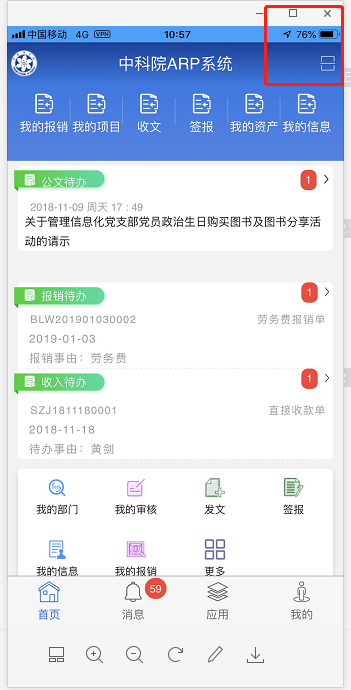 中国移动 4G VPN 10:57 76%
中科院ARP系统
我的报销 我的项目 收文 签报 我的资产 我的信息
公文待办 1
2018-11-09 周天 17 : 49
关于管理信息化党支部党员政治生日购买图书及图书分享活
动的请示
报销待办 1
BLW201901030002 劳务费报销单
2019-01-03
报销事由：劳务费
收入待办 1
SZJ1811180001 直接收款单
2018-11-18
待办事由：黄剑
我的部门 我的审核 发文 签报
我的信息 我的报销 更多
59
首页 消息 应用 我的